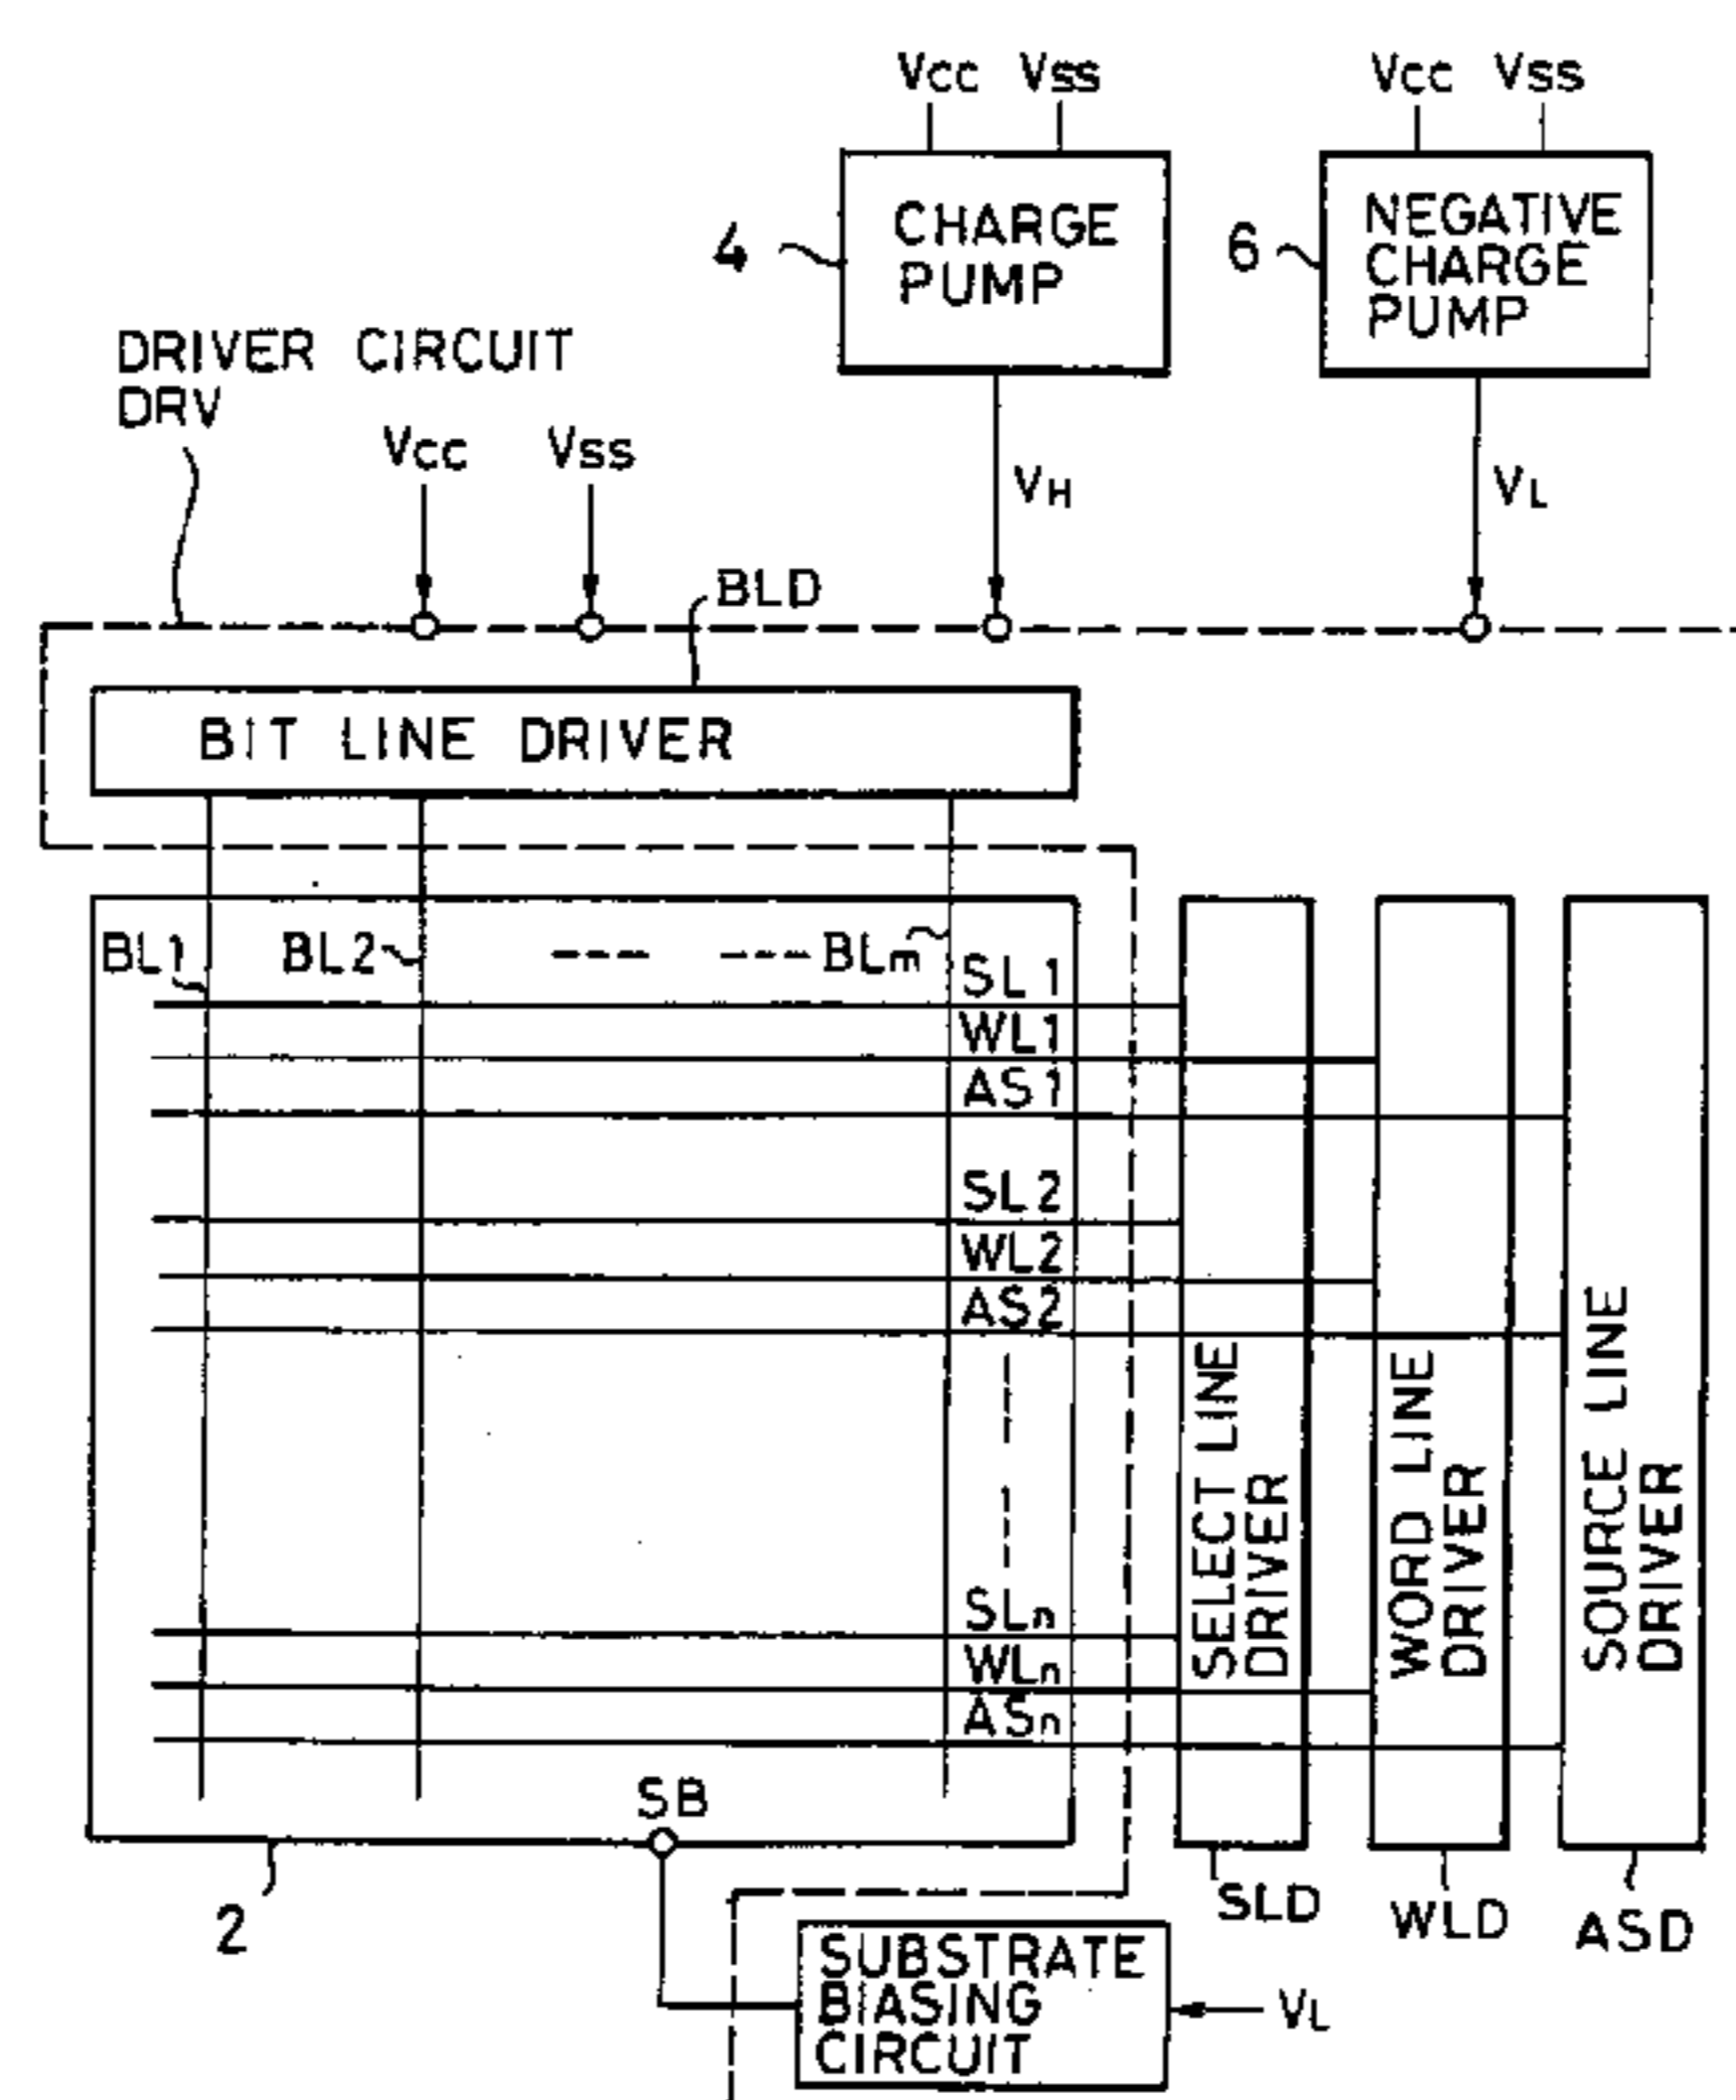 Vcc Vss
Vcc Vss
4
CHARGE
PUMP
6
NEGATIVE
CHARGE
PUMP
DRIVER CIRCUIT
DRV
Vcc
Vss
VH
VL
BLD
BIT LINE DRIVER
BL1
BL2
BLm
SL1
WL1
AS1
SL2
WL2
AS2
SLn
WLn
ASn
SELECT LINE
DRIVER
WORD LINE
DRIVER
SOURCE LINE
DRIVER
SB
2
SLD
WLD
ASD
SUBSTRATE
BIASING
CIRCUIT
VL